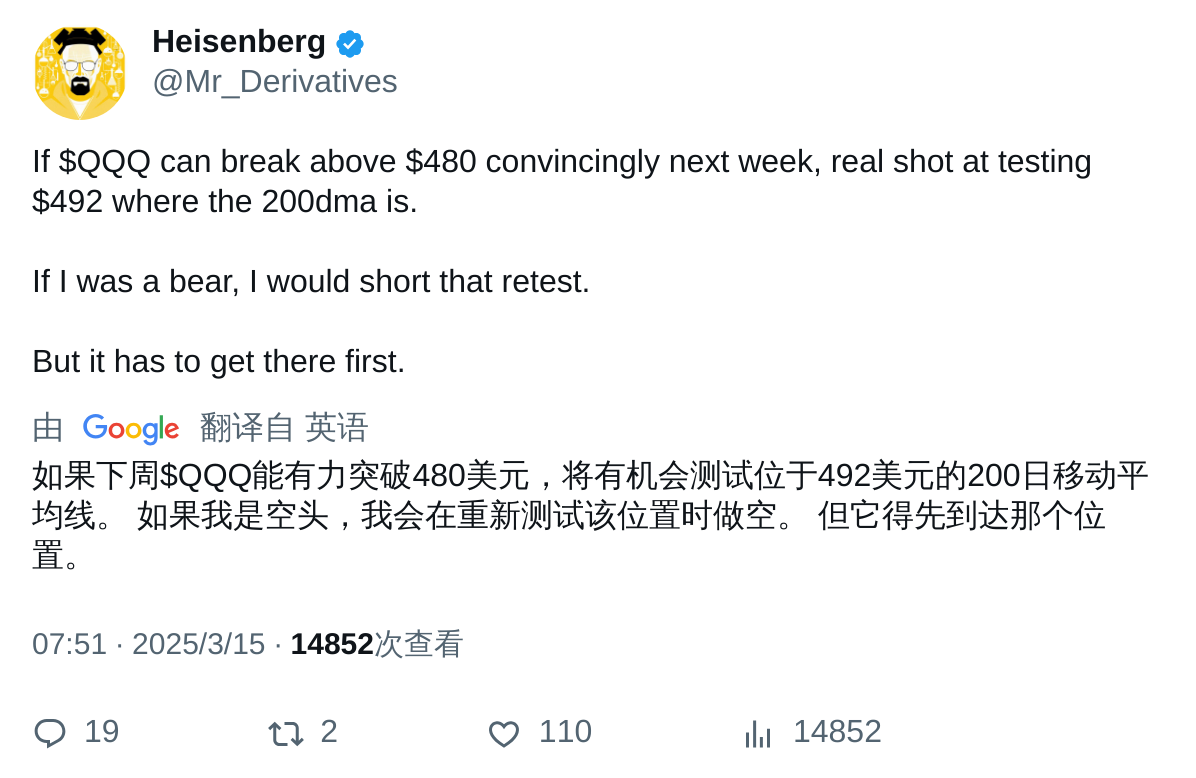 Heisenberg
@Mr_Derivatives
If $QQQ can break above $480 convincingly next week, real shot at testing
$492 where the 200dma is.
If I was a bear, I would short that retest.
But it has to get there first.
由 Google 翻译自 英语
如果下周$QQQ能有力突破480美元，将有机会测试位于492美元的200日移动平
均线。 如果我是空头，我会在重新测试该位置时做空。 但它得先到达那个位
置。
07:51 · 2025/3/15 · 14852次查看
19 2 110 14852